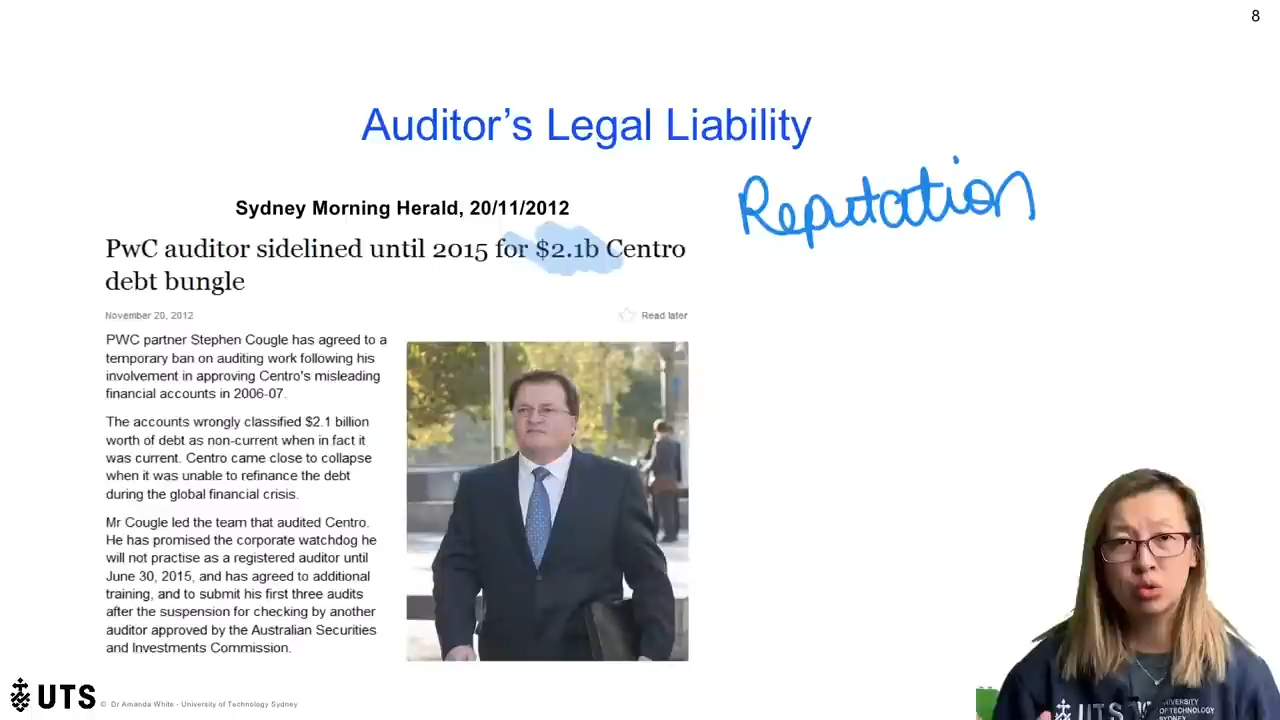 8
Auditor's Legal Liability
Reputation
Sydney Morning Herald, 20/11/2012
PwC auditor sidelined until 2015 for $2.1b Centro
debt bungle
November 20, 2012
Read later
PWC partner Stephen Cougle has agreed to a
temporary ban on auditing work following his
involvement in approving Centro's misleading
financial accounts in 2006-07.
The accounts wrongly classified $2.1 billion
worth of debt as non-current when in fact it
was current. Centro came close to collapse
when it was unable to refinance the debt
during the global financial crisis.
Mr Cougle led the team that audited Centro.
He has promised the corporate watchdog he
will not practise as a registered auditor until
June 30, 2015, and has agreed to additional
training, and to submit his first three audits
after the suspension for checking by another
auditor approved by the Australian Securities
and Investments Commission.
UTS
© Dr Amanda White - University of Technology Sydney
UTS
UNIVERSITY
OF TECHNOLOGY
SYDNEY